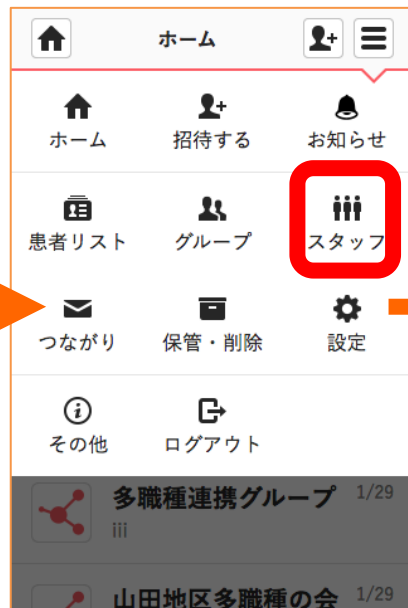 ホーム
ホーム
招待する
お知らせ
患者リスト
グループ
スタッフ
つながり
保管・削除
設定
その他
ログアウト
多職種連携グループ 1/29
iii
山田地区多職種の会 1/29